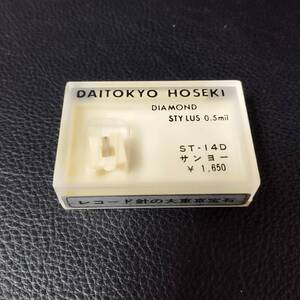 DAITOKYO HOSEKI
DIAMOND
STYLUS 0.5mil
ST-14D
サンヨー
¥ 1,650
レコード針の大東京宝石